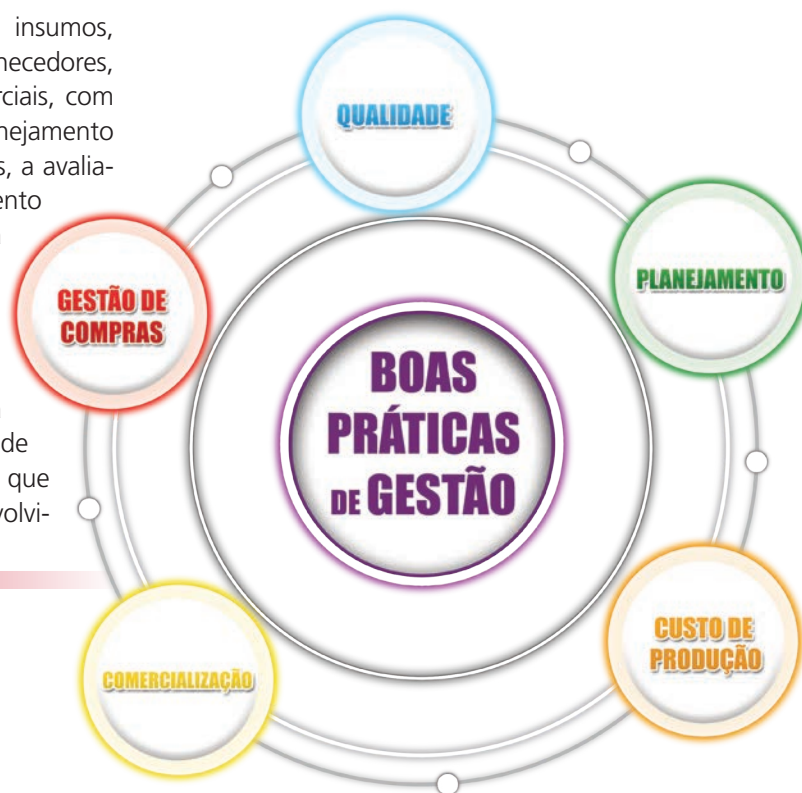 insumos,
necedores,
rciais, com
nejamento
s, a avalia-
ento
de
que
volvi-
QUALIDADE
PLANEJAMENTO
CUSTO DE
PRODUÇÃO
COMERCIALIZAÇÃO
GESTÃO DE
COMPRAS
BOAS
PRÁTICAS
DE GESTÃO